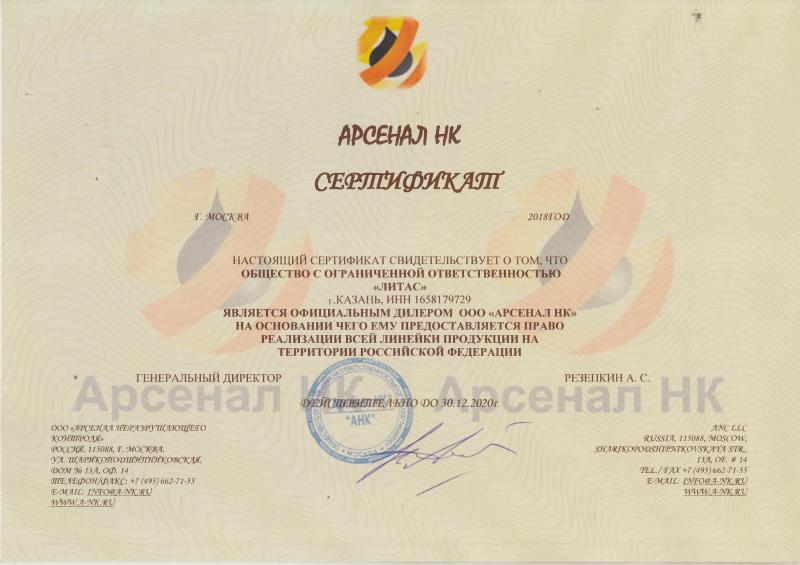 АРСЕНАЛ НК
СЕРТИФИКАТ
Г. МОСКВА
2018ГОД
НАСТОЯЩИЙ СЕРТИФИКАТ СВИДЕТЕЛЬСТВУЕТ О ТОМ, ЧТО
ОБЩЕСТВО С ОГРАНИЧЕННОЙ ОТВЕТСТВЕННОСТЬЮ
«ЛИТАС»
г.КАЗАНЬ, ИНН 1658179729
ЯВЛЯЕТСЯ ОФИЦИАЛЬНЫМ ДИЛЕРОМ ООО «АРСЕНАЛ НК»
НА ОСНОВАНИИ ЧЕГО ЕМУ ПРЕДОСТАВЛЯЕТСЯ ПРАВО
РЕАЛИЗАЦИИ ВСЕЙ ЛИНЕЙКИ ПРОДУКЦИИ НА
ТЕРРИТОРИИ РОССИЙСКОЙ ФЕДЕРАЦИИ
ГЕНЕРАЛЬНЫЙ ДИРЕКТОР
РЕЗЕПКИН А. С.
Арсенал НК
Арсенал НК
ДЕЙСТВИТЕЛЬНО ДО 30.12.2020г.
"АНК"
МОСКВА
ООО «АРСЕНАЛ НЕРАЗРУШАЮЩЕГО
КОНТРОЛЯ»
РОССИЯ, 115088, Г. МОСКВА,
УЛ. ШАРИКОПОДШИПНИКОВСКАЯ,
ДОМ № 13А, ОФ. 14
ТЕЛЕФОН/ФАКС: +7 (495) 662-71-55
E-MAIL: INFO@A-NK.RU
WWW.A-NK.RU
ANC LLC
RUSSIA, 115088, MOSCOW,
SHARIKOPODSHIPNIKOVSKAYA STR.,
13A, OF. # 14
TEL./ FAX +7 (495) 662-71-55
E-MAIL: INFO@A-NK.RU
WWW.A-NK.RU